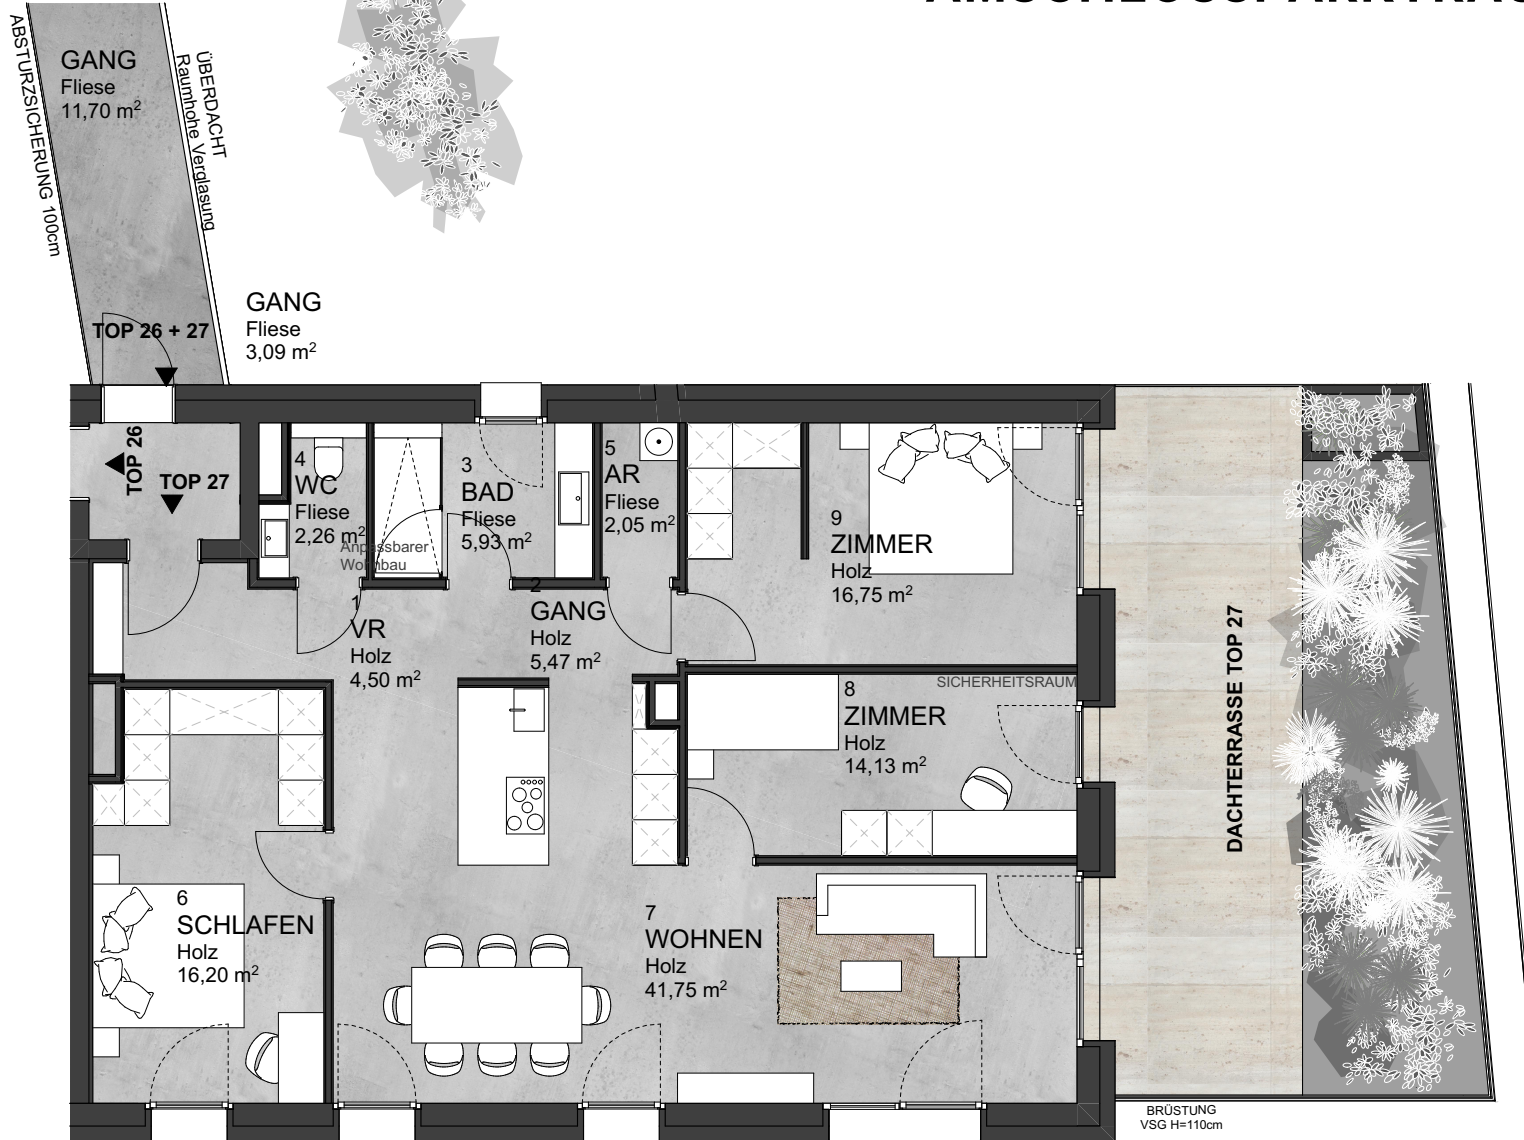 GANG
Fliese
11,70 m²
ABSTURZSICHERUNG 100cm
ÜBERDACHT
Raumhohe Verglasung
GANG
Fliese
3,09 m²
TOP 26 + 27
TOP 26
TOP 27
4
WC
Fliese
2,26 m²
Anpassbarer
Wohnbau
3
BAD
Fliese
5,93 m²
5
AR
Fliese
2,05 m²
9
ZIMMER
Holz
16,75 m²
1
VR
Holz
4,50 m²
2
GANG
Holz
5,47 m²
SICHERHEITSRAUM
8
ZIMMER
Holz
14,13 m²
DACHTERRASSE TOP 27
6
SCHLAFEN
Holz
16,20 m²
7
WOHNEN
Holz
41,75 m²
BRÜSTUNG
VSG H=110cm